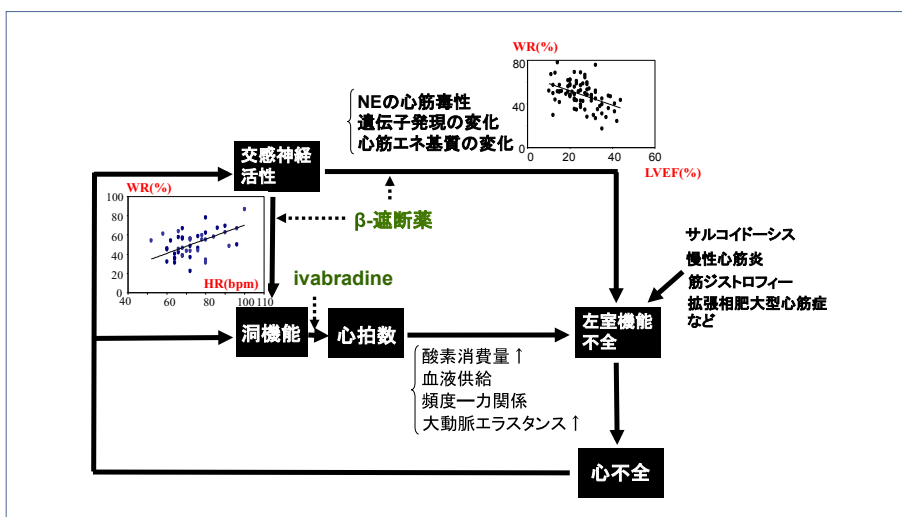 WR(%)
80
40
0
0
20
40
60
LVEF(%)
NEの心筋毒性
遺伝子発現の変化
心筋エネ基質の変化
交感神経
活性
WR(%)
100
80
60
40
20
0
HR(bpm)
40
60
80
100 110
β-遮断薬
ivabradine
サルコイドーシス
慢性心筋炎
筋ジストロフィー
拡張相肥大型心筋症
など
洞機能
心拍数
左室機能
不全
酸素消費量↑
血液供給
頻度ー力関係
大動脈エラスタンス↑
心不全